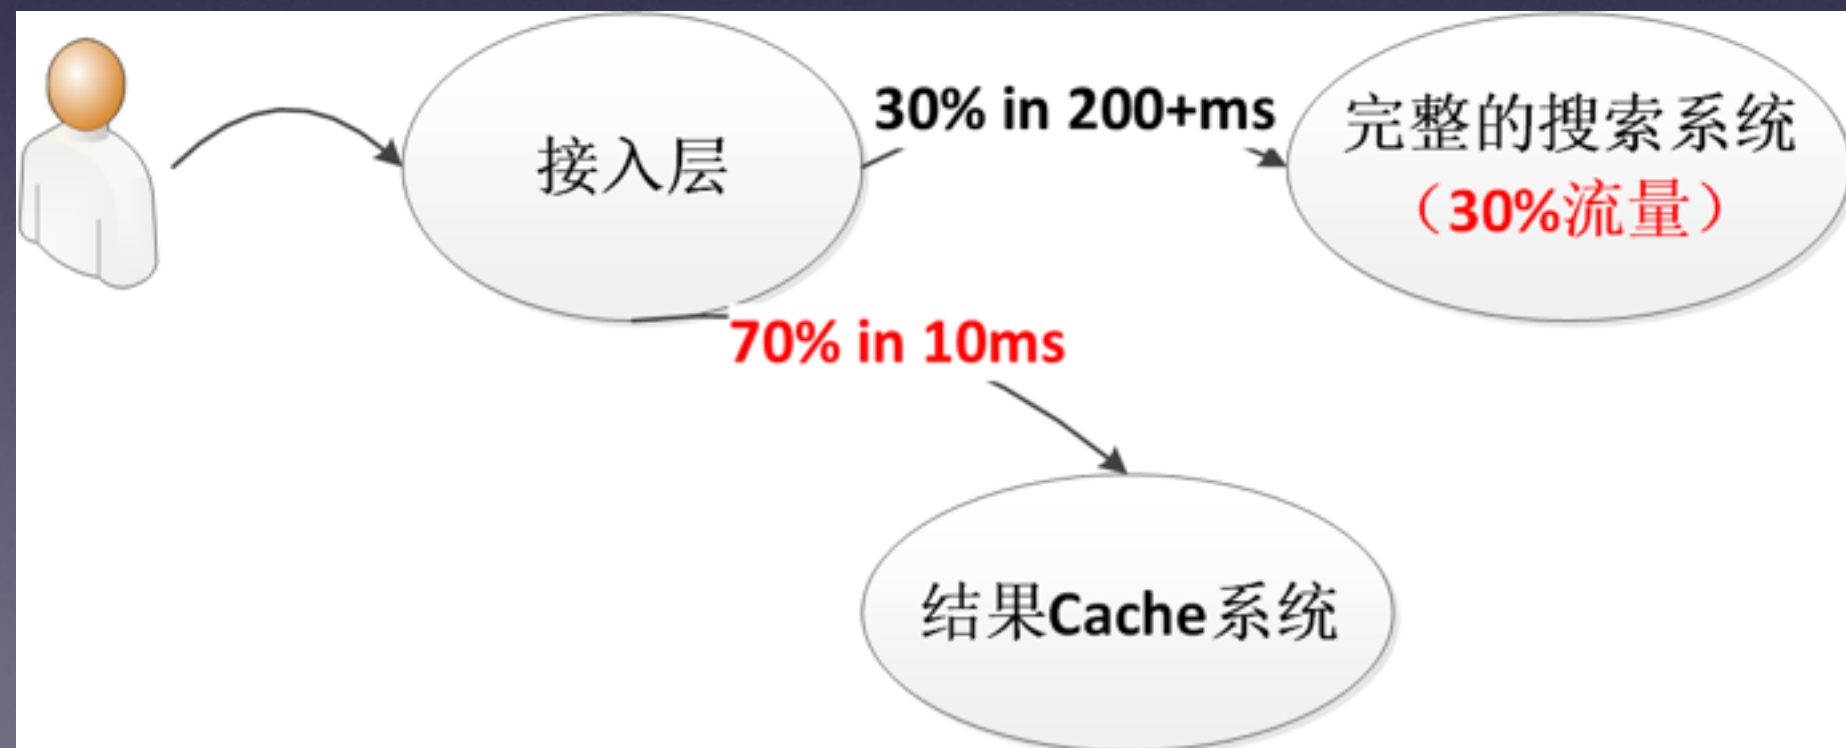 接入层
30% in 200+ms
完整的搜索系统
（30%流量）
70% in 10ms
结果Cache系统